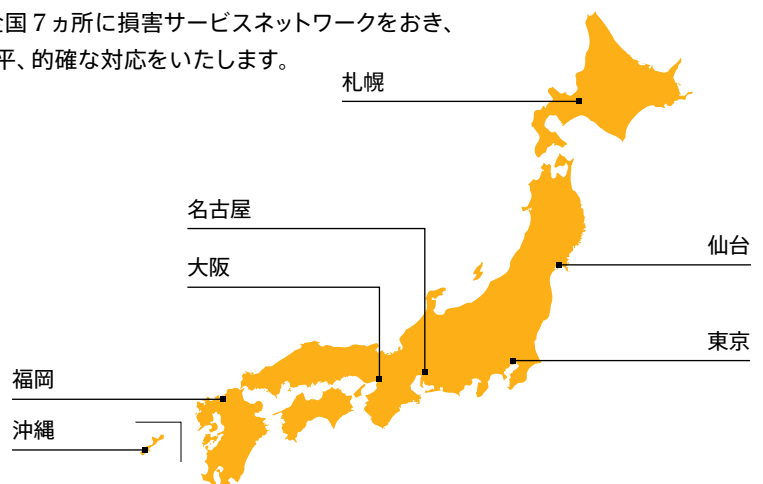 全国７ヵ所に損害サービスネットワークをおき、
平、的確な対応をいたします。
札幌
名古屋
仙台
大阪
東京
福岡
沖縄